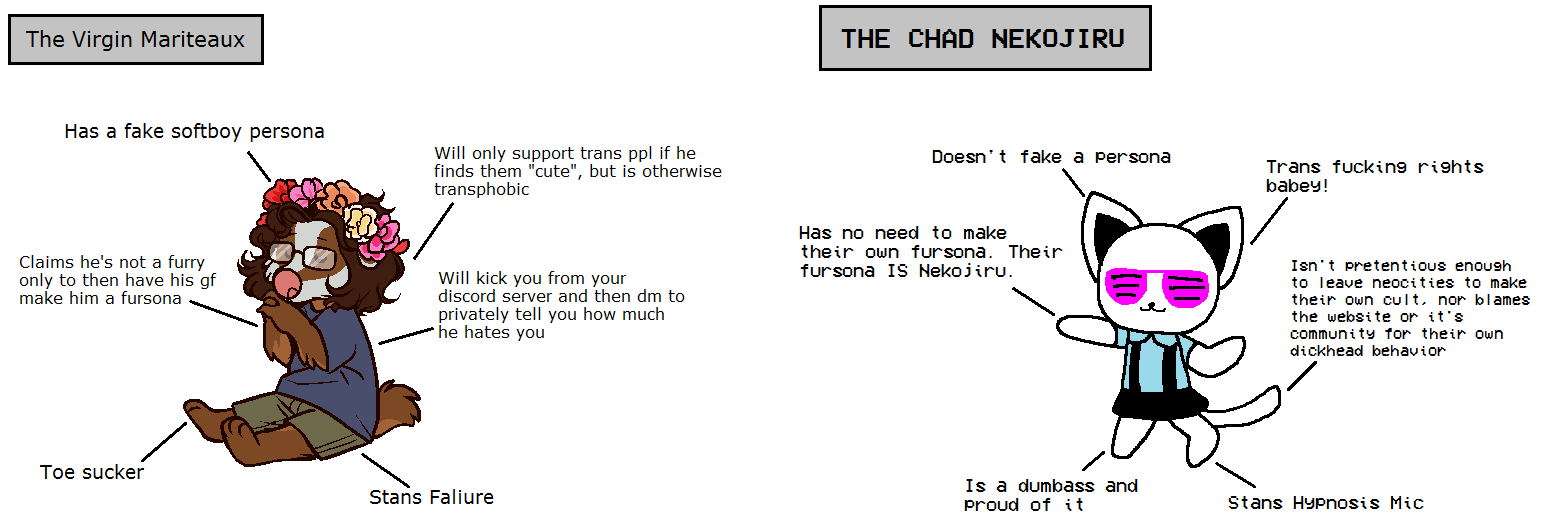 The Virgin Mariteaux
Has a fake softboy persona
Will only support trans ppl if he
finds them "cute", but is otherwise
transphobic
Claims he's not a furry
only to then have his gf
make him a fursona
Will kick you from your
discord server and then dm to
privately tell you how much
he hates you
Toe sucker
Stans Faliure
THE CHAD NEKOJIRU
Doesn't fake a persona
Trans fucking rights
babey!
Has no need to make
their own fursona. Their
fursona IS Nekojiru.
Isn't pretentious enough
to leave neocities to make
their own cult, nor blames
the website or it's
community for their own
dickhead behavior
Is a dumbass and
proud of it
Stans Hypnosis Mic